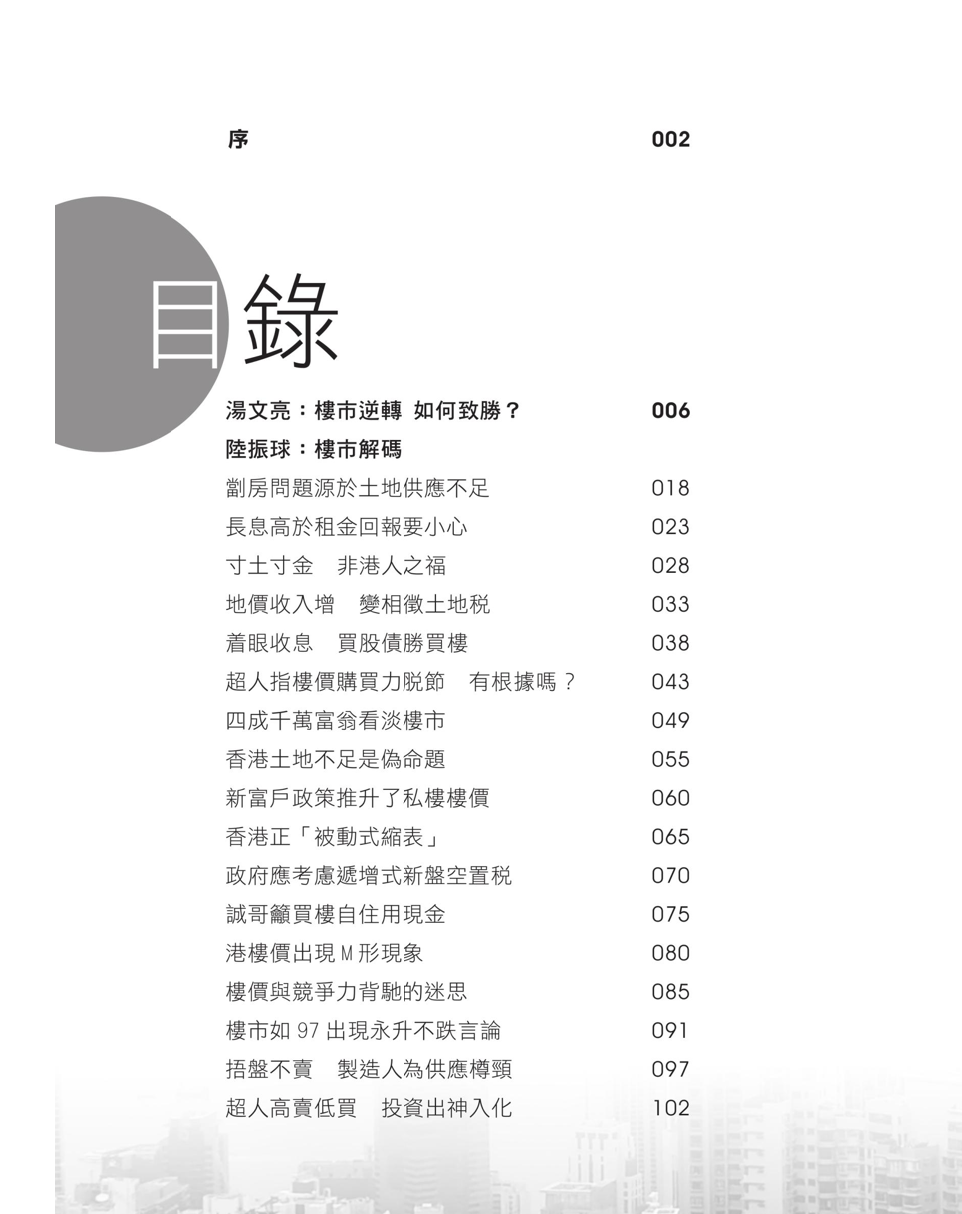 序 002
目錄
湯文亮：樓市逆轉 如何致勝？ 006
陸振球：樓市解碼
劏房問題源於土地供應不足 018
長息高於租金回報要小心 023
寸土寸金　非港人之福 028
地價收入增　變相徵土地税 033
着眼收息　買股債勝買樓 038
超人指樓價購買力脱節　有根據嗎？ 043
四成千萬富翁看淡樓市 049
香港土地不足是偽命題 055
新富戶政策推升了私樓樓價 060
香港正「被動式縮表」 065
政府應考慮遞增式新盤空置税 070
誠哥籲買樓自住用現金 075
港樓價出現 M 形現象 080
樓價與競爭力背馳的迷思 085
樓市如 97 出現永升不跌言論 091
捂盤不賣　製造人為供應樽頸 097
超人高賣低買　投資出神入化 102